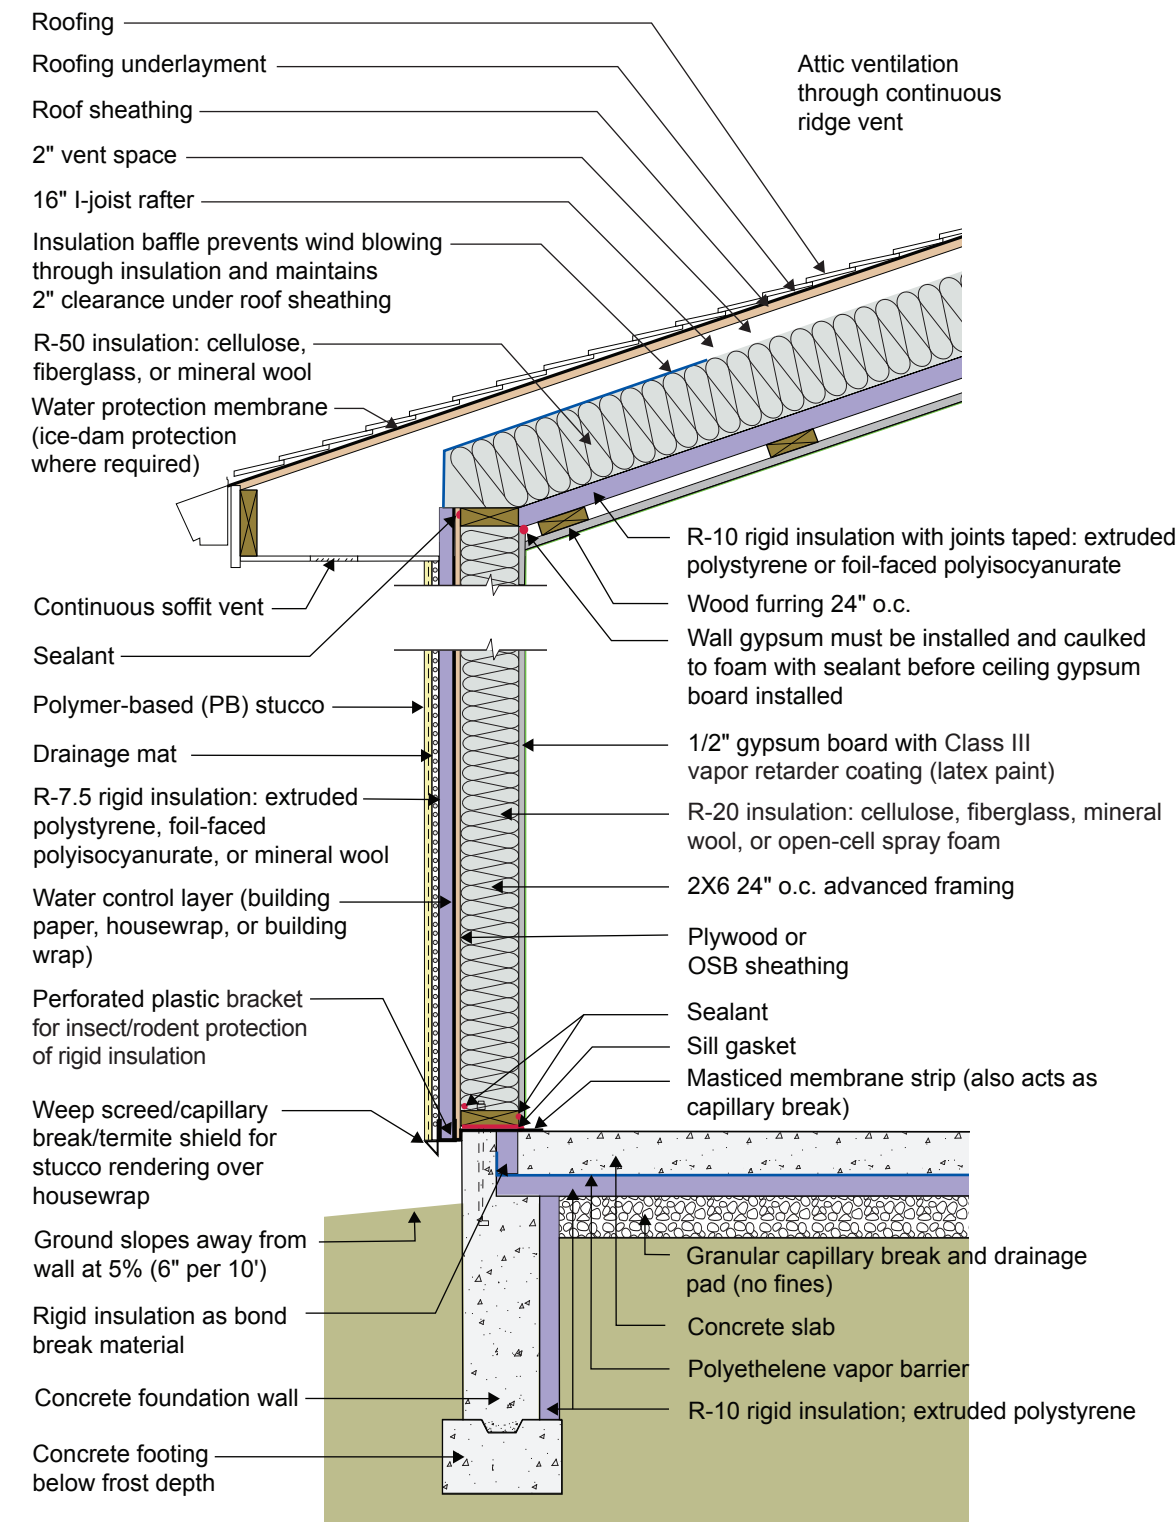 Roofing
Roofing underlayment
Roof sheathing
2" vent space
16" I-joist rafter
Insulation baffle prevents wind blowing
through insulation and maintains
2" clearance under roof sheathing
R-50 insulation: cellulose,
fiberglass, or mineral wool
Water protection membrane
(ice-dam protection
where required)
Continuous soffit vent
Sealant
Polymer-based (PB) stucco
Drainage mat
R-7.5 rigid insulation: extruded
polystyrene, foil-faced
polyisocyanurate, or mineral wool
Water control layer (building
paper, housewrap, or building
wrap)
Perforated plastic bracket
for insect/rodent protection
of rigid insulation
Weep screed/capillary
break/termite shield for
stucco rendering over
housewrap
Ground slopes away from
wall at 5% (6" per 10')
Rigid insulation as bond
break material
Concrete foundation wall
Concrete footing
below frost depth
Attic ventilation
through continuous
ridge vent
R-10 rigid insulation with joints taped: extruded
polystyrene or foil-faced polyisocyanurate
Wood furring 24" o.c.
Wall gypsum must be installed and caulked
to foam with sealant before ceiling gypsum
board installed
1/2" gypsum board with Class III
vapor retarder coating (latex paint)
R-20 insulation: cellulose, fiberglass, mineral
wool, or open-cell spray foam
2X6 24" o.c. advanced framing
Plywood or
OSB sheathing
Sealant
Sill gasket
Masticed membrane strip (also acts as
capillary break)
Granular capillary break and drainage
pad (no fines)
Concrete slab
Polyethelene vapor barrier
R-10 rigid insulation; extruded polystyrene